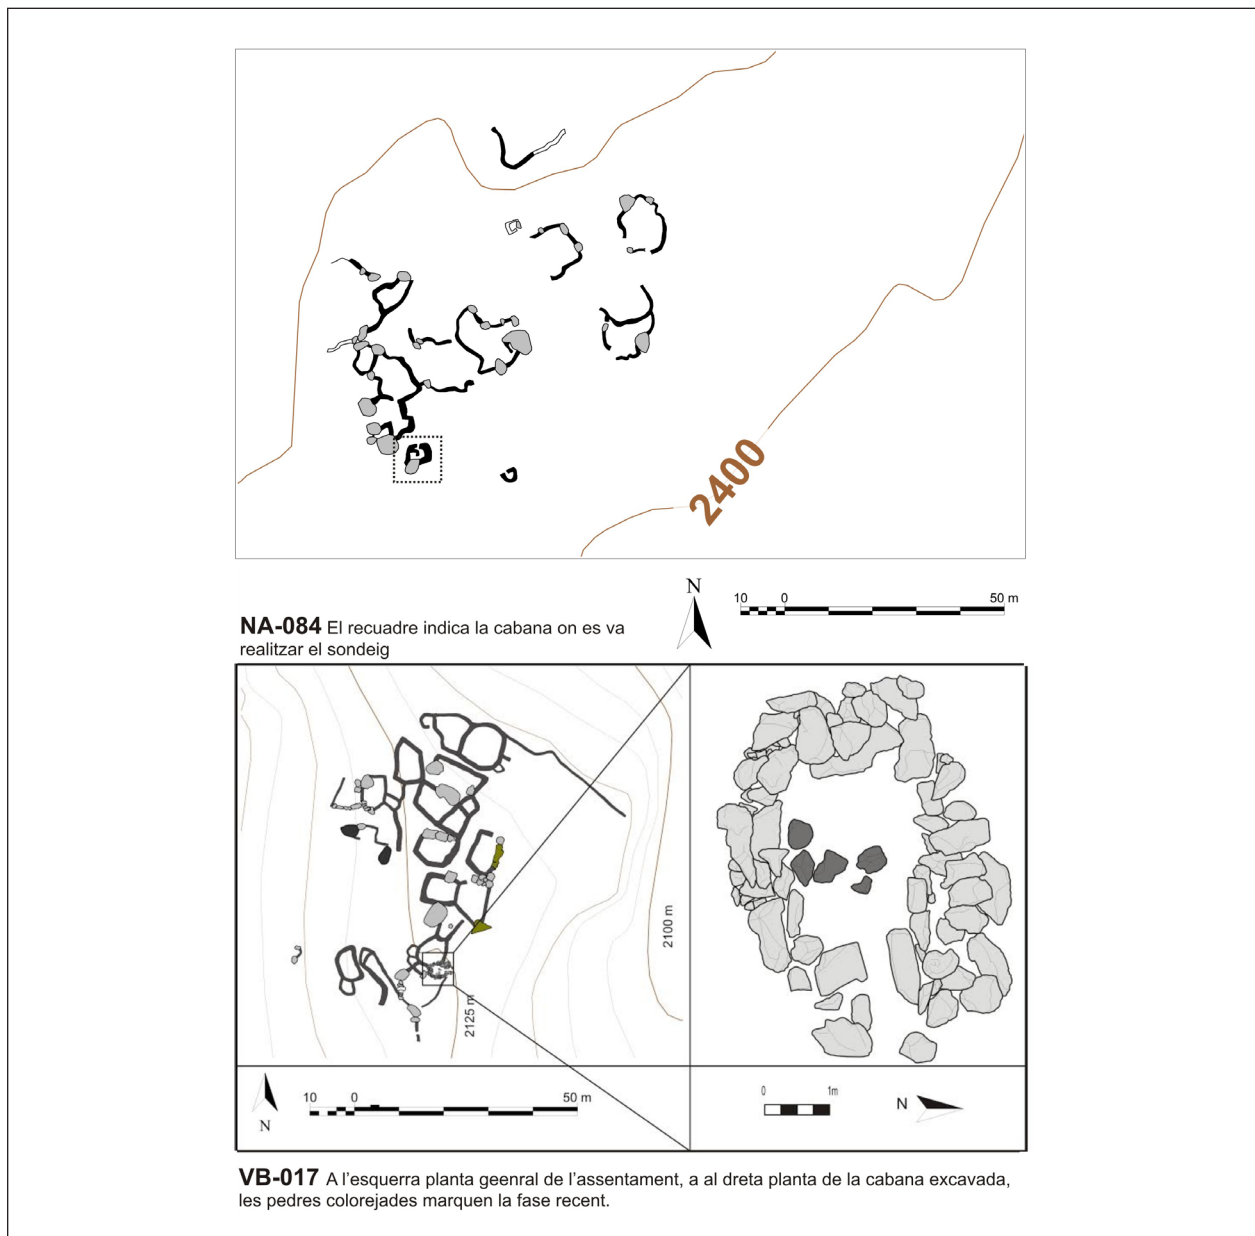 2400
N
10 0 50 m
NA-084 El recuadre indica la cabana on es va
realitzar el sondeig
2100 m
2125 m
10 0 50 m
N
0 1m
N
VB-017 A l’esquerra planta geenral de l’assentament, a al dreta planta de la cabana excavada,
les pedres colorejades marquen la fase recent.